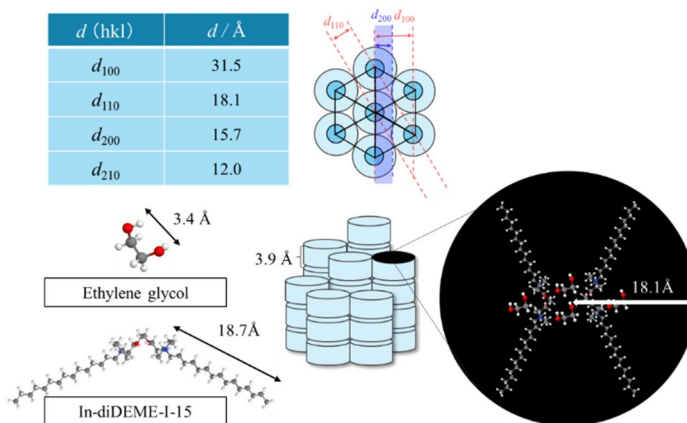 d (hkl) d / Å
d₁₀₀ 31.5
d₁₁₀ 18.1
d₂₀₀ 15.7
d₂₁₀ 12.0
d₁₁₀ d₂₀₀ d₁₀₀
3.4 Å
Ethylene glycol
18.7Å
In-diDEME-I-15
3.9 Å
18.1Å